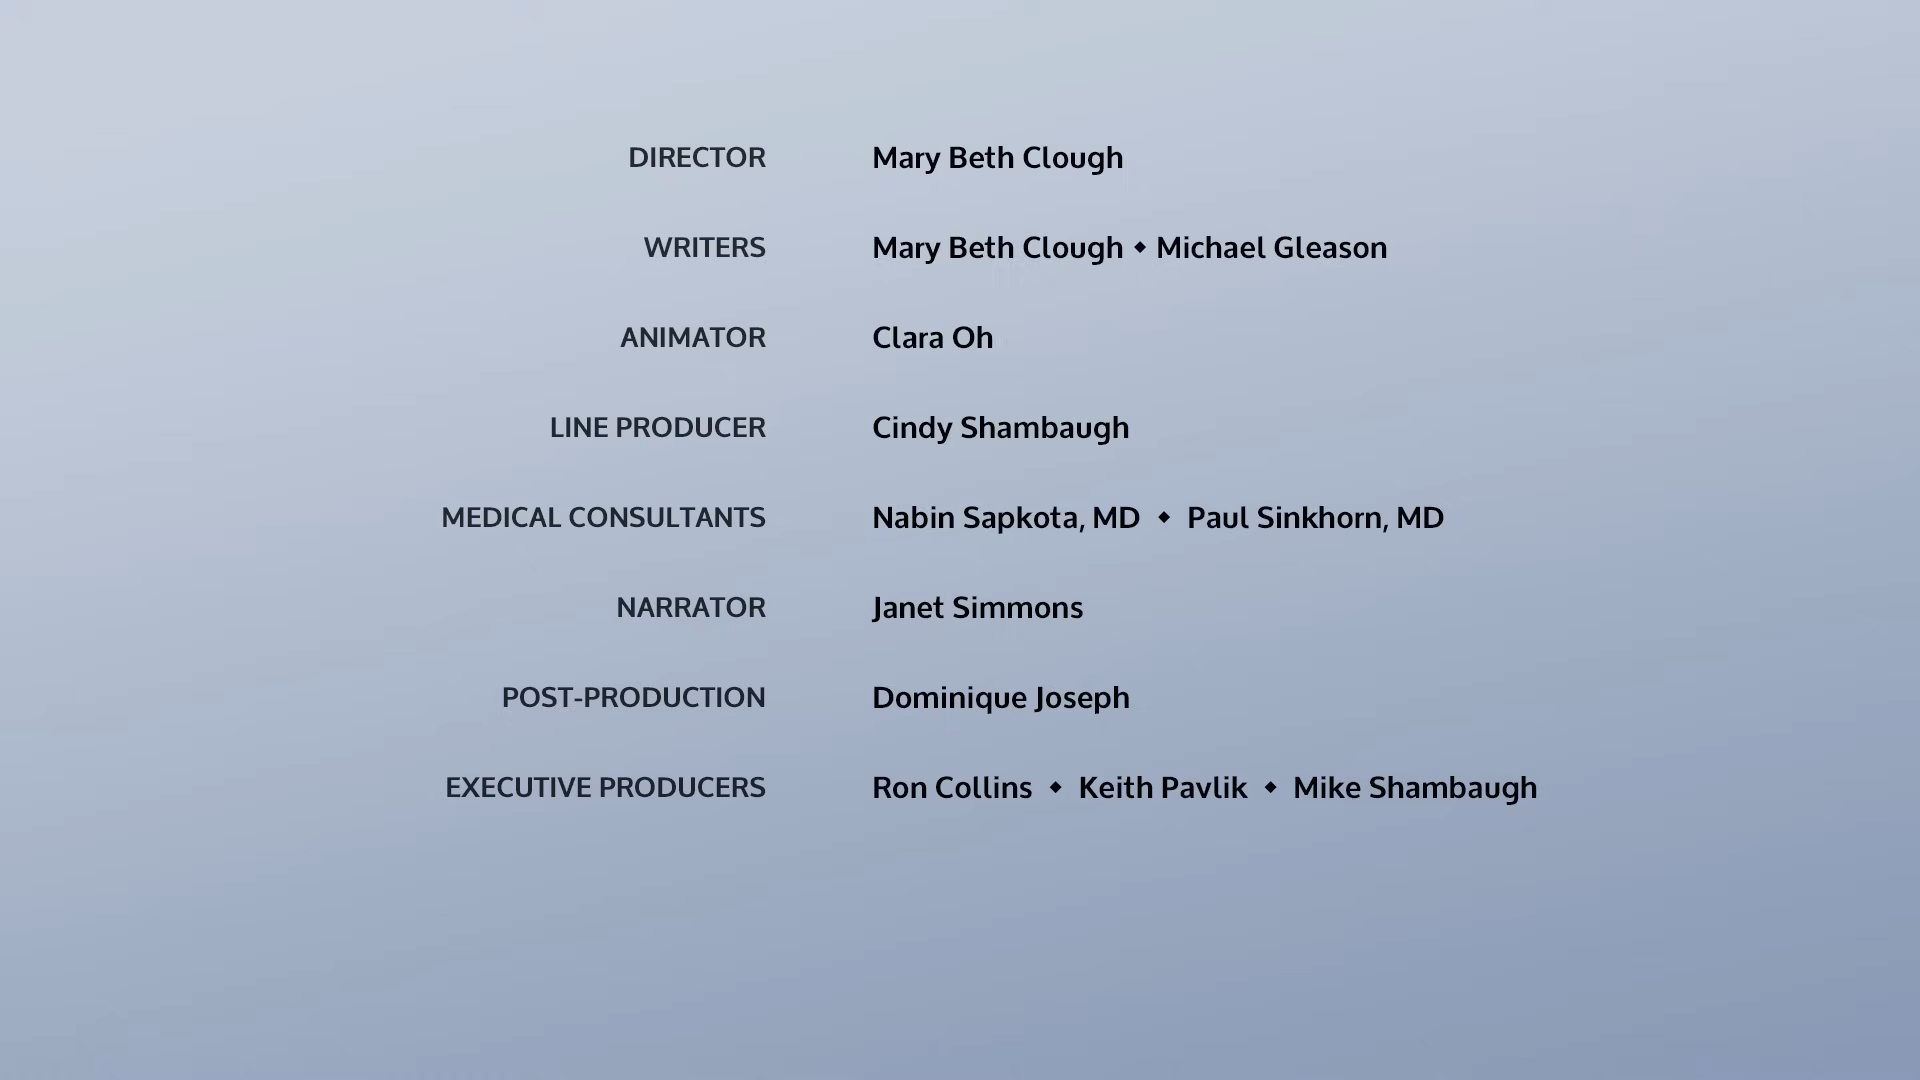 DIRECTOR Mary Beth Clough
WRITERS Mary Beth Clough ◆ Michael Gleason
ANIMATOR Clara Oh
LINE PRODUCER Cindy Shambaugh
MEDICAL CONSULTANTS Nabin Sapkota, MD ◆ Paul Sinkhorn, MD
NARRATOR Janet Simmons
POST-PRODUCTION Dominique Joseph
EXECUTIVE PRODUCERS Ron Collins ◆ Keith Pavlik ◆ Mike Shambaugh